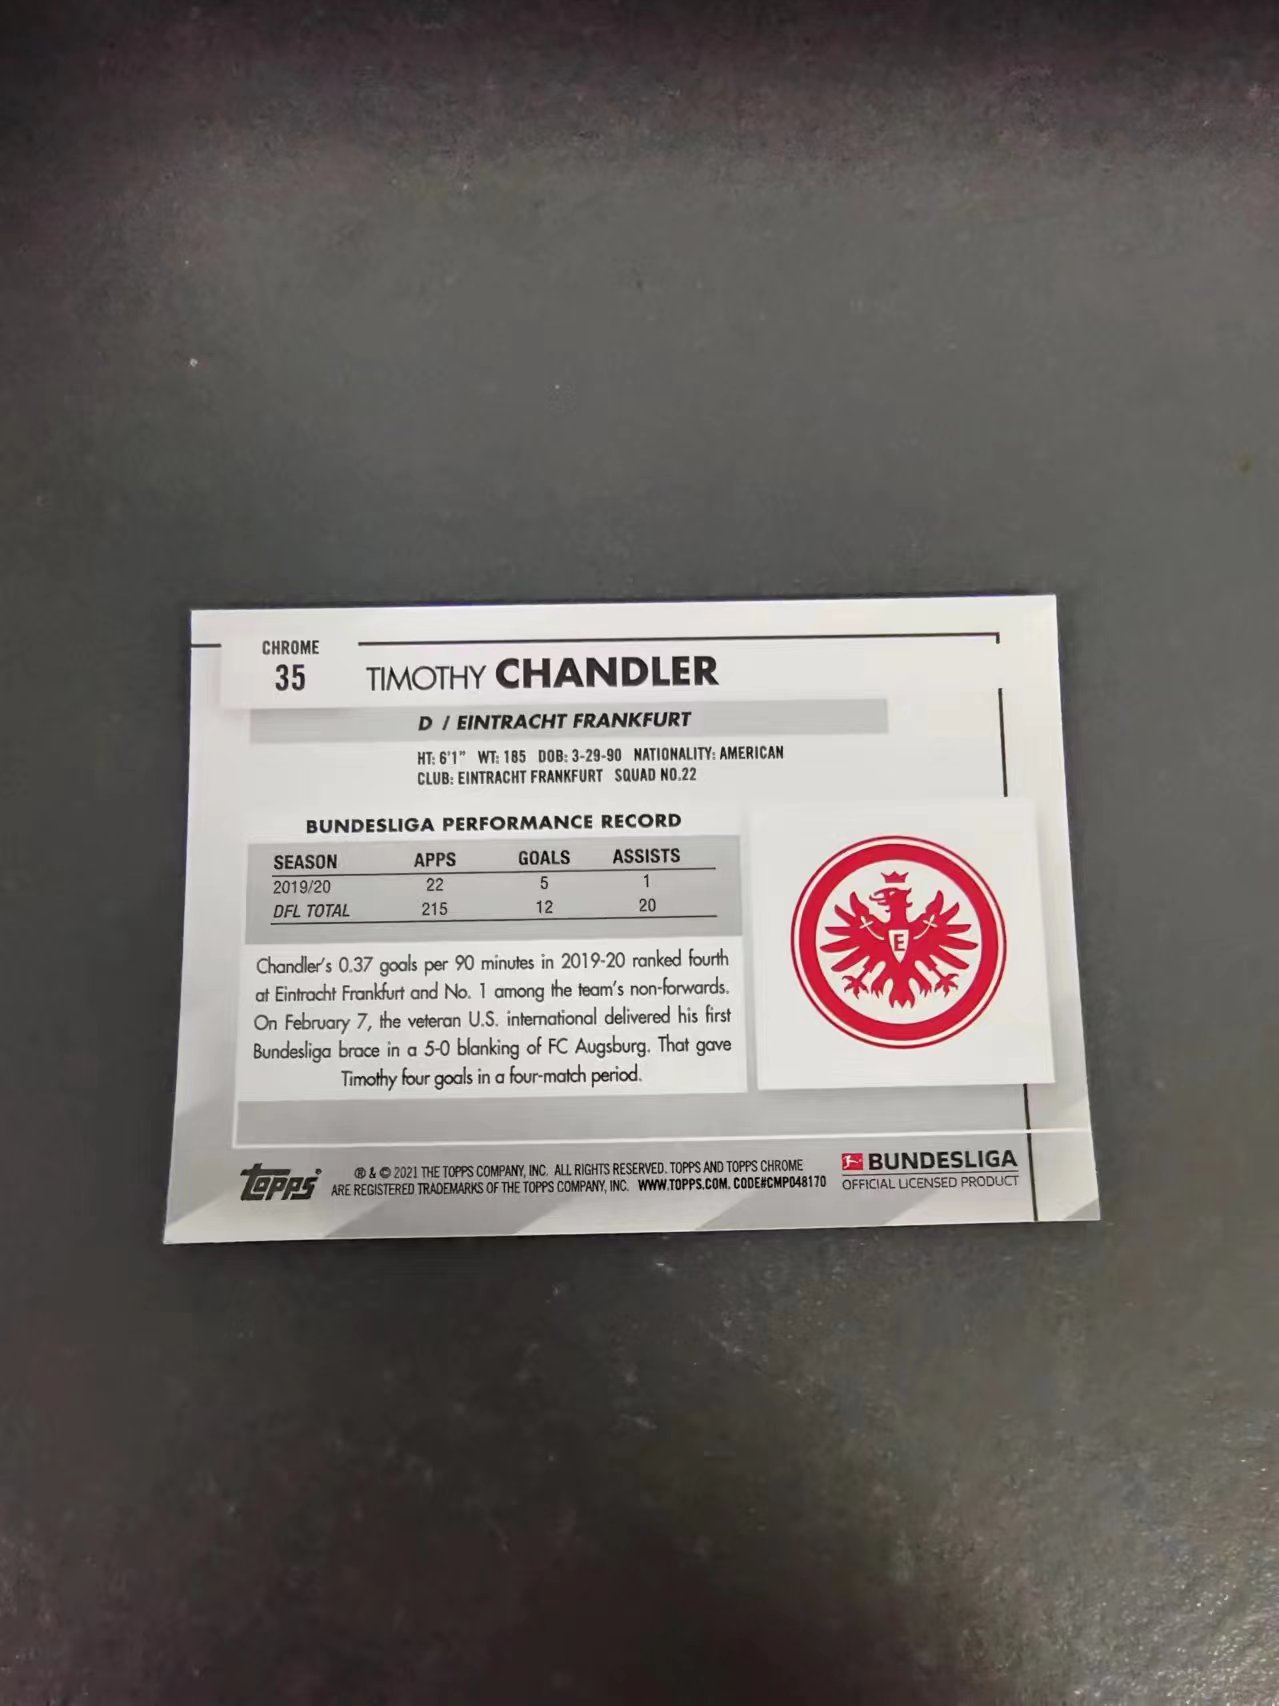 CHROME
35
TIMOTHY CHANDLER
D / EINTRACHT FRANKFURT
HT: 6'1" WT: 185 DOB: 3-29-90 NATIONALITY: AMERICAN
CLUB: EINTRACHT FRANKFURT SQUAD NO.22
BUNDESLIGA PERFORMANCE RECORD
SEASON APPS GOALS ASSISTS
2019/20 22 5 1
DFL TOTAL 215 12 20
Chandler's 0.37 goals per 90 minutes in 2019-20 ranked fourth
at Eintracht Frankfurt and No. 1 among the team's non-forwards.
On February 7, the veteran U.S. international delivered his first
Bundesliga brace in a 5-0 blanking of FC Augsburg. That gave
Timothy four goals in a four-match period.
E
Topps
® & © 2021 THE TOPPS COMPANY, INC. ALL RIGHTS RESERVED. TOPPS AND TOPPS CHROME
ARE REGISTERED TRADEMARKS OF THE TOPPS COMPANY, INC. WWW.TOPPS.COM. CODE#CMP048170
BUNDESLIGA
OFFICIAL LICENSED PRODUCT